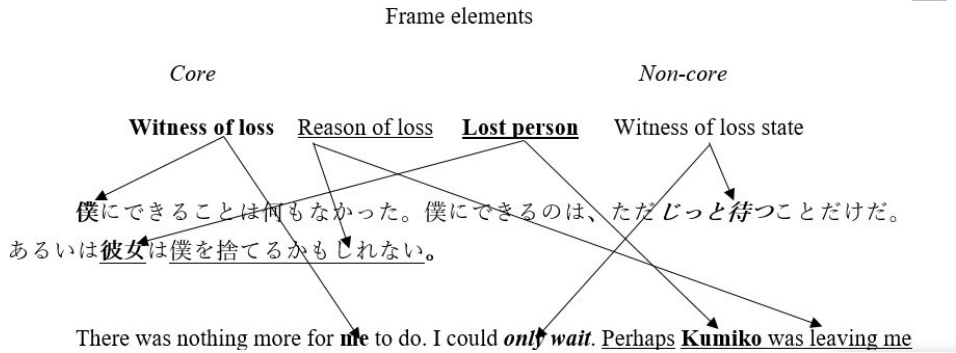 Frame elements
Core Non-core
Witness of loss Reason of loss Lost person Witness of loss state
僕にできることは何もなかった。僕にできるのは、ただじっと待つことだけだ。
あるいは彼女は僕を捨てるかもしれない。
There was nothing more for me to do. I could only wait. Perhaps Kumiko was leaving me